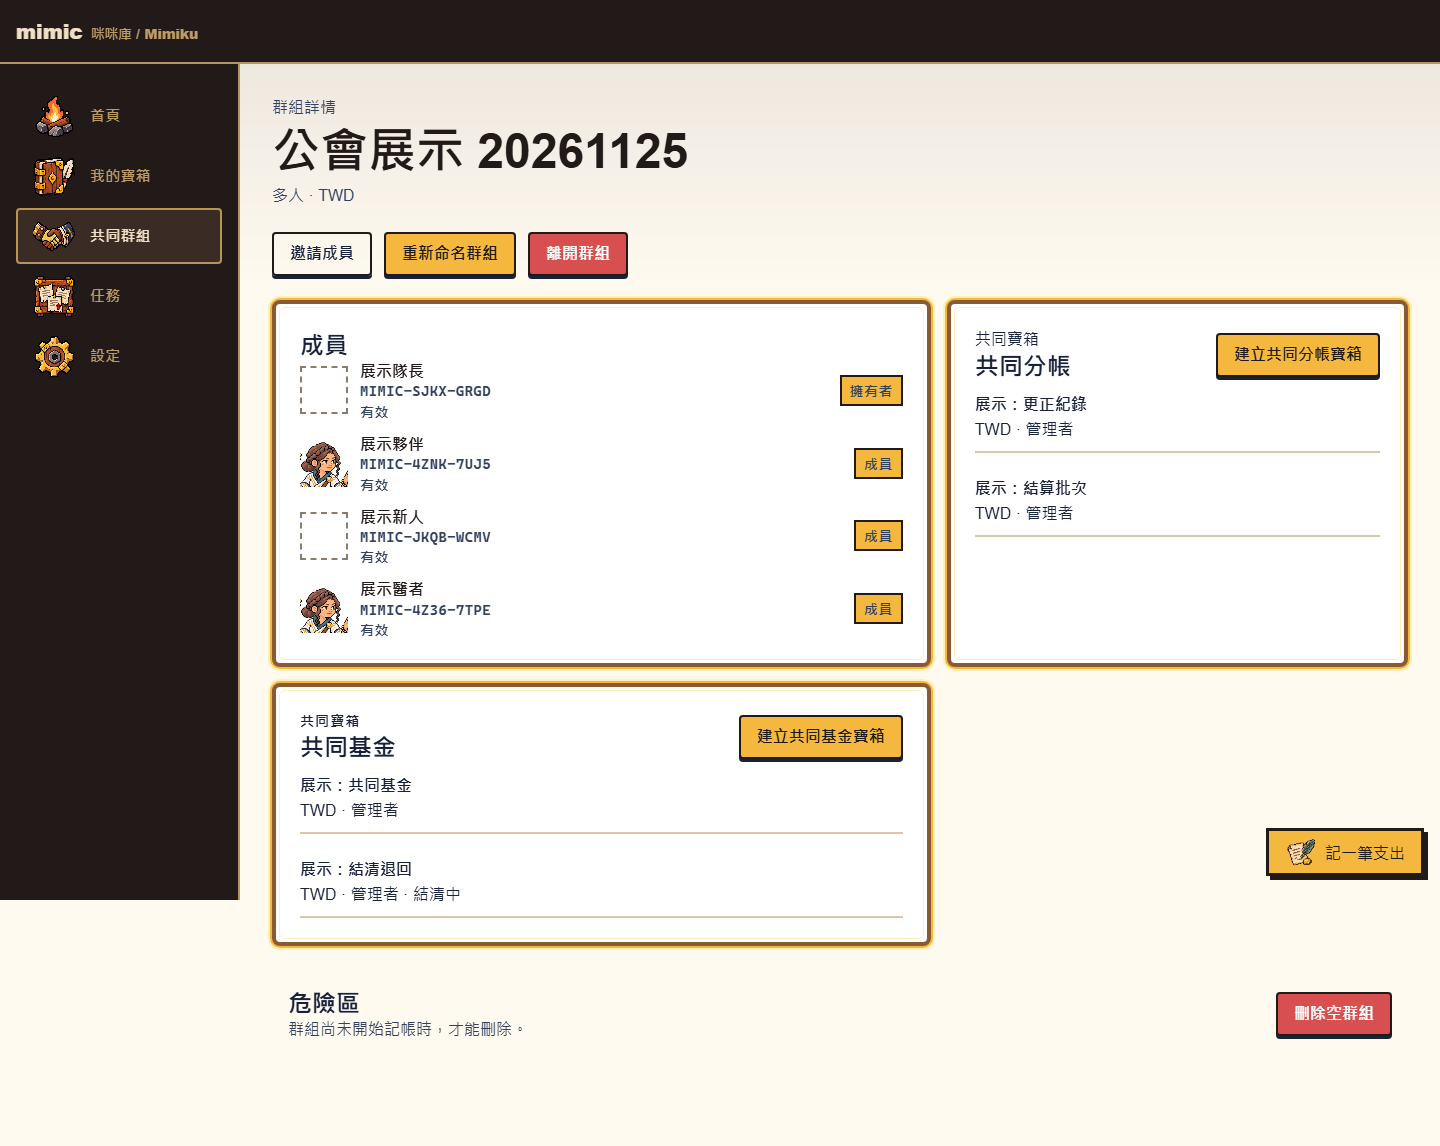 mimic 咪咪庫 / Mimiku
首頁
我的寶箱
共同群組
任務
設定
群組詳情
公會展示 20261125
多人 · TWD
邀請成員
重新命名群組
離開群組
成員
展示隊長
MIMIC-SJKX-GRGD
有效
擁有者
展示夥伴
MIMIC-4ZNK-7UJ5
有效
成員
展示新人
MIMIC-JKQB-WCMV
有效
成員
展示醫者
MIMIC-4Z36-7TPE
有效
成員
共同寶箱
共同分帳
建立共同分帳寶箱
展示：更正紀錄
TWD · 管理者
展示：結算批次
TWD · 管理者
共同寶箱
共同基金
建立共同基金寶箱
展示：共同基金
TWD · 管理者
展示：結清退回
TWD · 管理者 · 結清中
記一筆支出
危險區
群組尚未開始記帳時，才能刪除。
刪除空群組